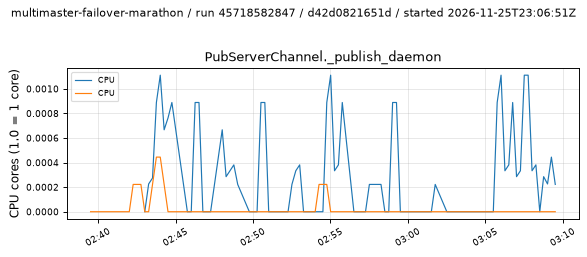 multimaster-failover-marathon / run 45718582847 / d42d0821651d / started 2026-11-25T23:06:51Z
PubServerChannel._publish_daemon
CPU cores (1.0 = 1 core)
0.0010
0.0008
0.0006
0.0004
0.0002
0.0000
CPU
CPU
02:40
02:45
02:50
02:55
03:00
03:05
03:10